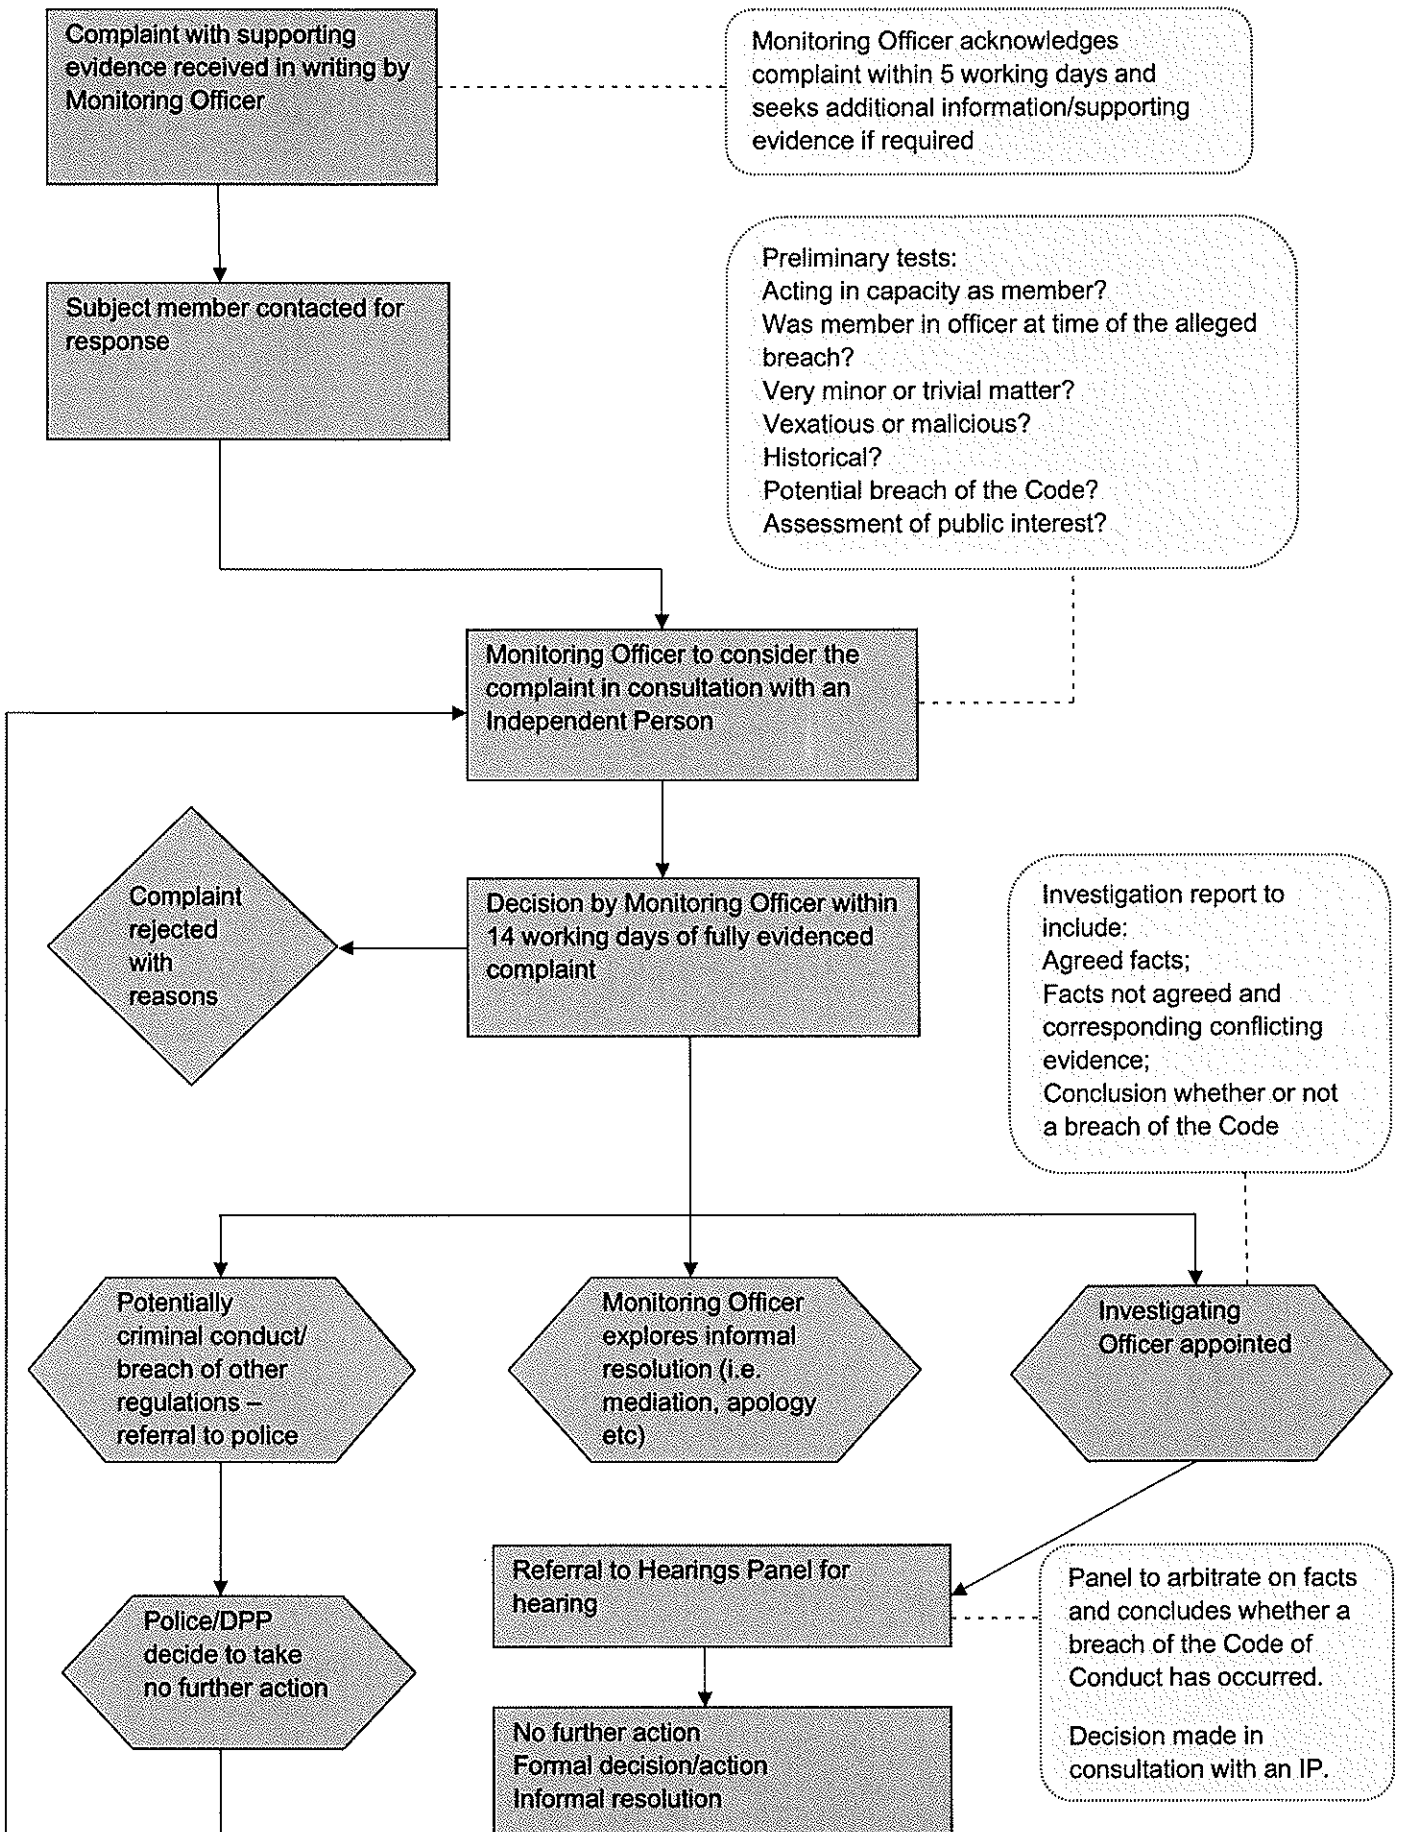 Complaint with supporting
evidence received in writing by
Monitoring Officer
Monitoring Officer acknowledges
complaint within 5 working days and
seeks additional information/supporting
evidence if required
Subject member contacted for
response
Preliminary tests:
Acting in capacity as member?
Was member in officer at time of the alleged
breach?
Very minor or trivial matter?
Vexatious or malicious?
Historical?
Potential breach of the Code?
Assessment of public interest?
Monitoring Officer to consider the
complaint in consultation with an
Independent Person
Complaint
rejected
with
reasons
Decision by Monitoring Officer within
14 working days of fully evidenced
complaint
Investigation report to
include:
Agreed facts;
Facts not agreed and
corresponding conflicting
evidence;
Conclusion whether or not
a breach of the Code
Potentially
criminal conduct/
breach of other
regulations –
referral to police
Monitoring Officer
explores informal
resolution (i.e.
mediation, apology
etc)
Investigating
Officer appointed
Police/DPP
decide to take
no further action
Referral to Hearings Panel for
hearing
Panel to arbitrate on facts
and concludes whether a
breach of the Code of
Conduct has occurred.
Decision made in
consultation with an IP.
No further action
Formal decision/action
Informal resolution